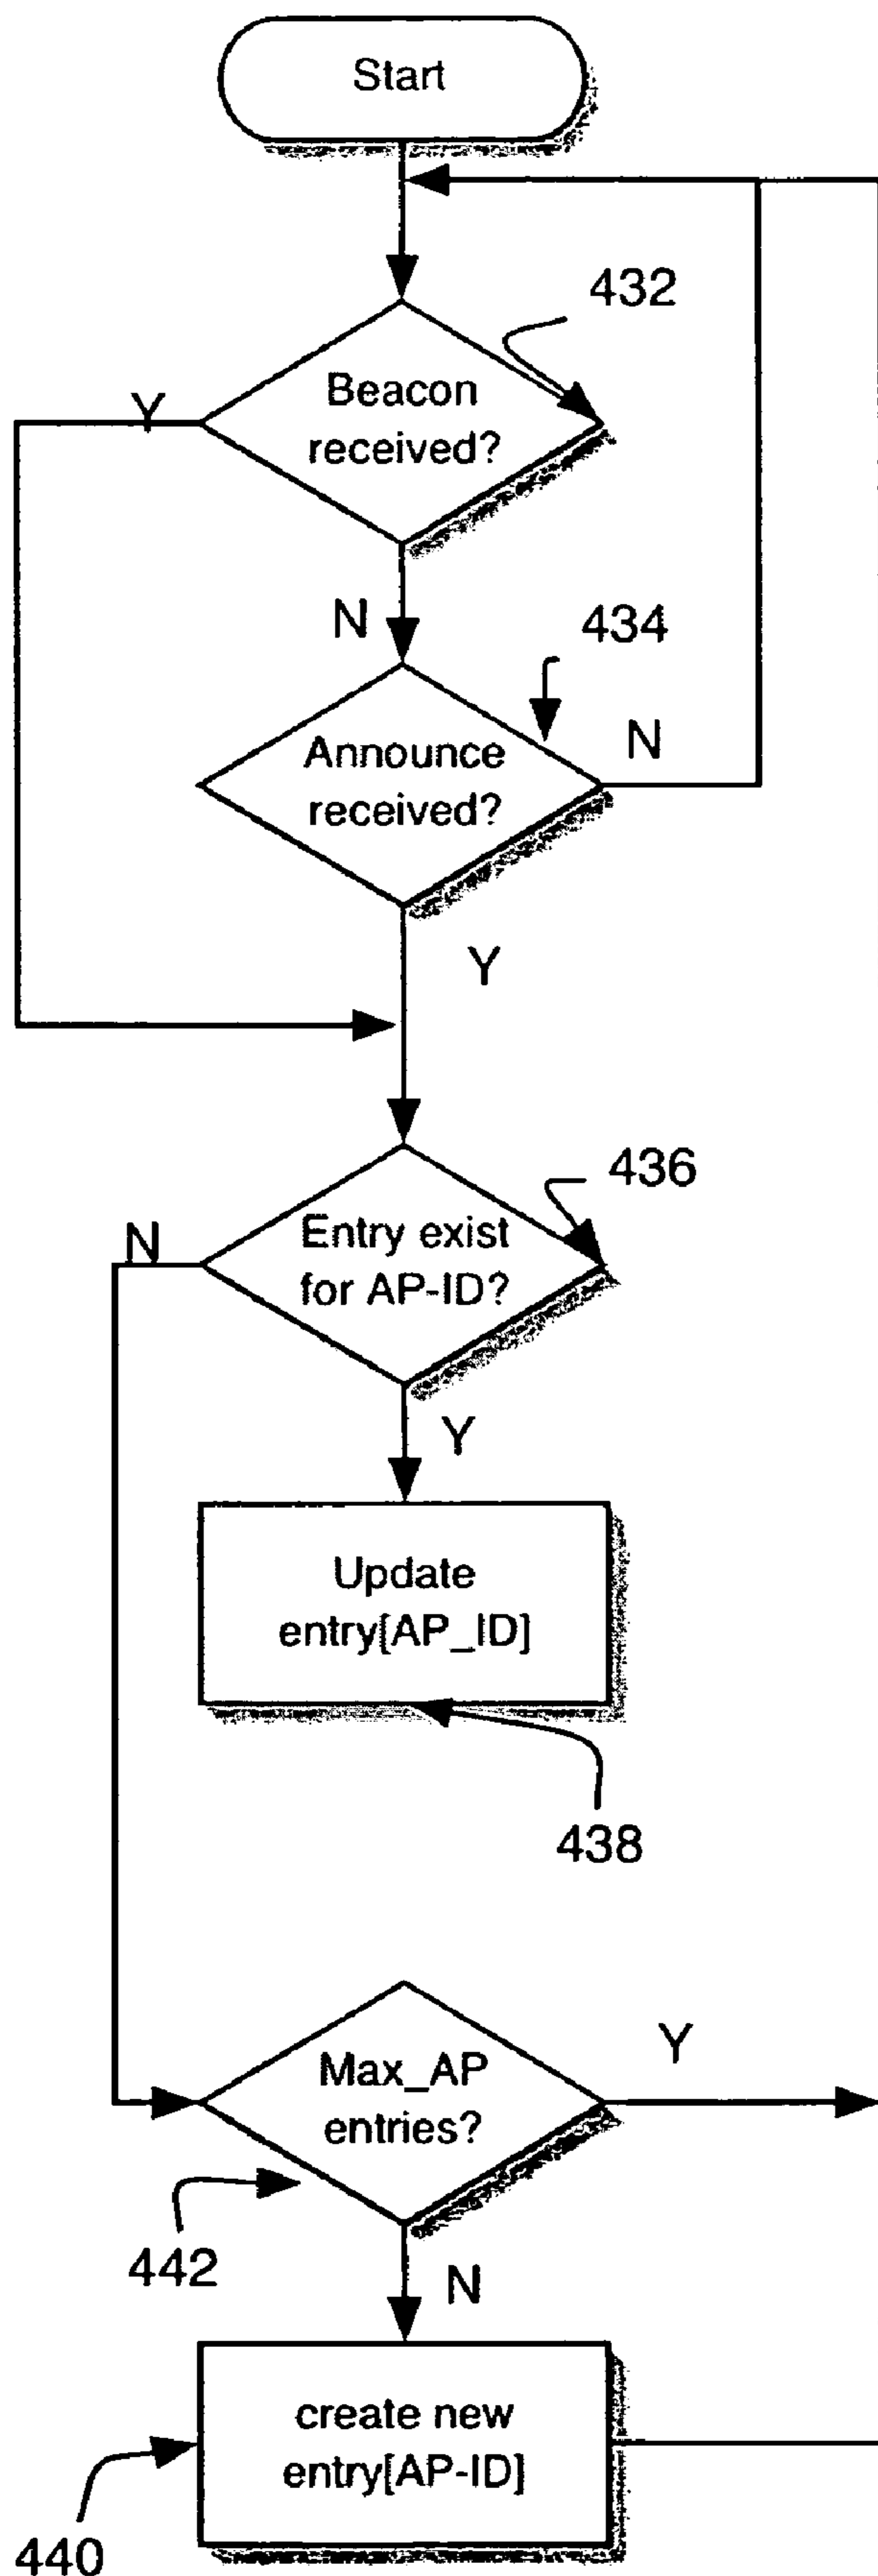 Start
432
Beacon
received?
Y
N
434
Announce
received?
N
Y
436
Entry exist
for AP-ID?
N
Y
Update
entry[AP_ID]
438
Max_AP
entries?
Y
442
N
create new
entry[AP-ID]
440